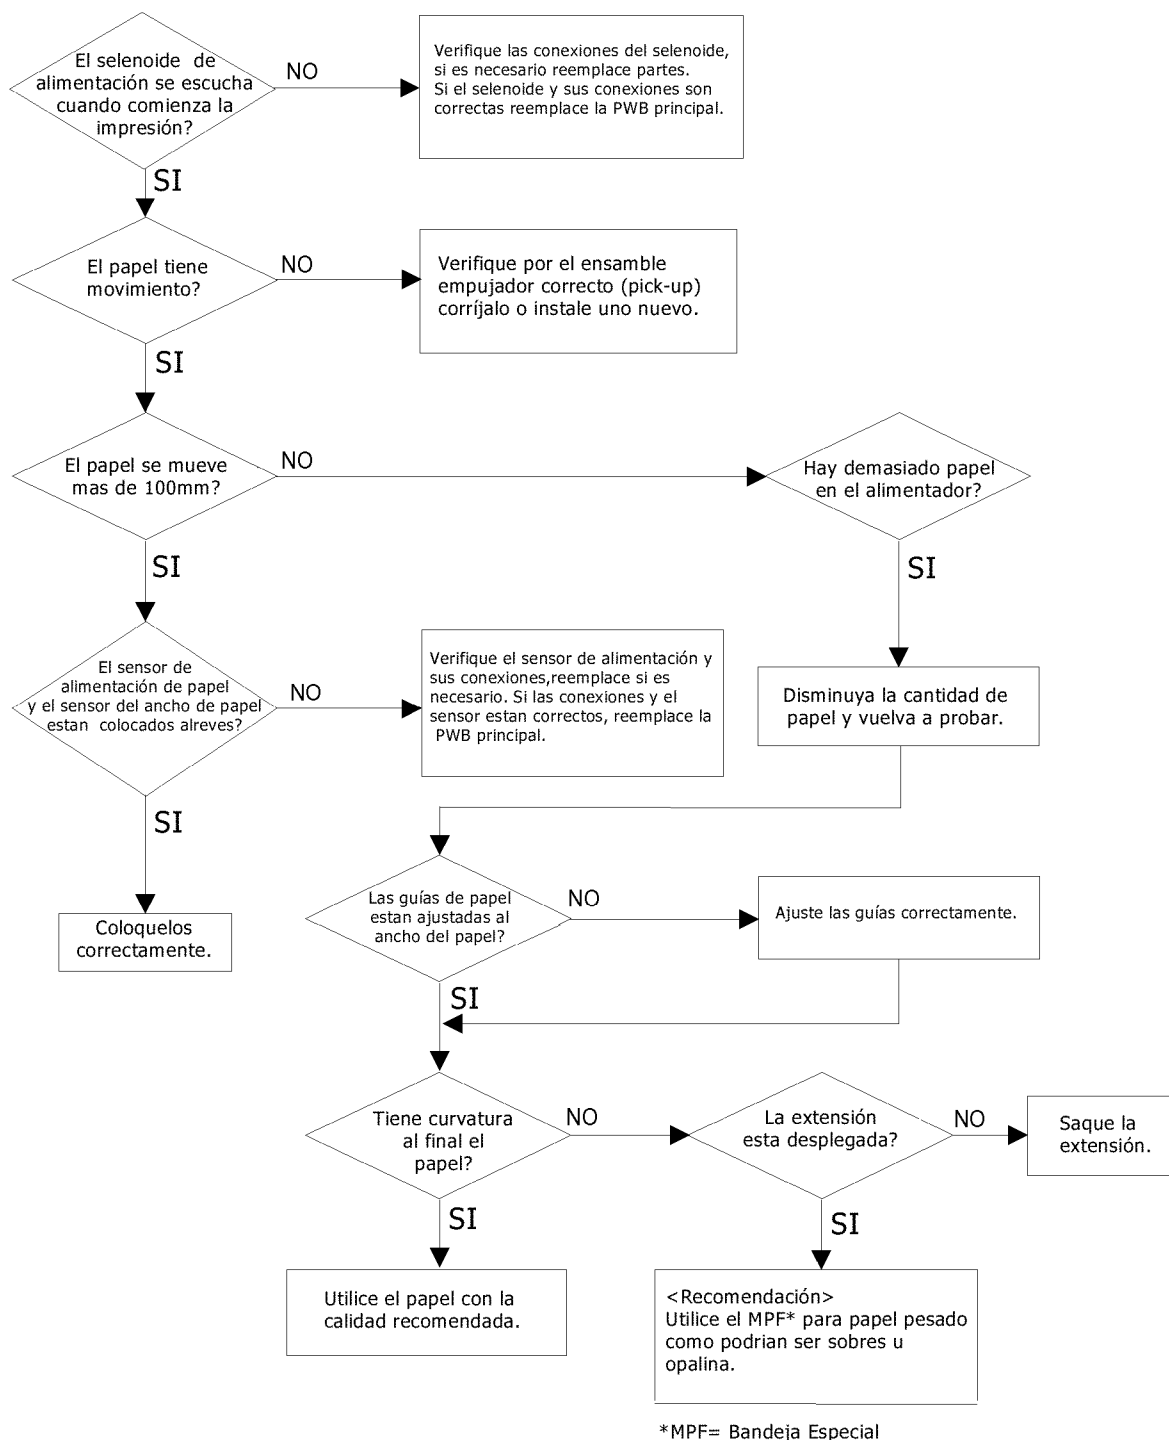 El selenoide de
alimentación se escucha
cuando comienza la
impresión?
NO
Verifique las conexiones del selenoide,
si es necesario reemplace partes.
Si el selenoide y sus conexiones son
correctas reemplace la PWB principal.
SI
El papel tiene
movimiento?
NO
Verifique por el ensamble
empujador correcto (pick-up)
corríjalo o instale uno nuevo.
SI
El papel se mueve
mas de 100mm?
NO
Hay demasiado papel
en el alimentador?
SI
SI
El sensor de
alimentación de papel
y el sensor del ancho de papel
estan colocados alreves?
NO
Verifique el sensor de alimentación y
sus conexiones,reemplace si es
necesario. Si las conexiones y el
sensor estan correctos, reemplace la
PWB principal.
Disminuya la cantidad de
papel y vuelva a probar.
SI
Coloquelos
correctamente.
Las guías de papel
estan ajustadas al
ancho del papel?
NO
Ajuste las guías correctamente.
SI
Tiene curvatura
al final el
papel?
NO
La extensión
esta desplegada?
NO
Saque la
extensión.
SI
SI
Utilice el papel con la
calidad recomendada.
<Recomendación>
Utilice el MPF* para papel pesado
como podrian ser sobres u
opalina.
*MPF= Bandeja Especial